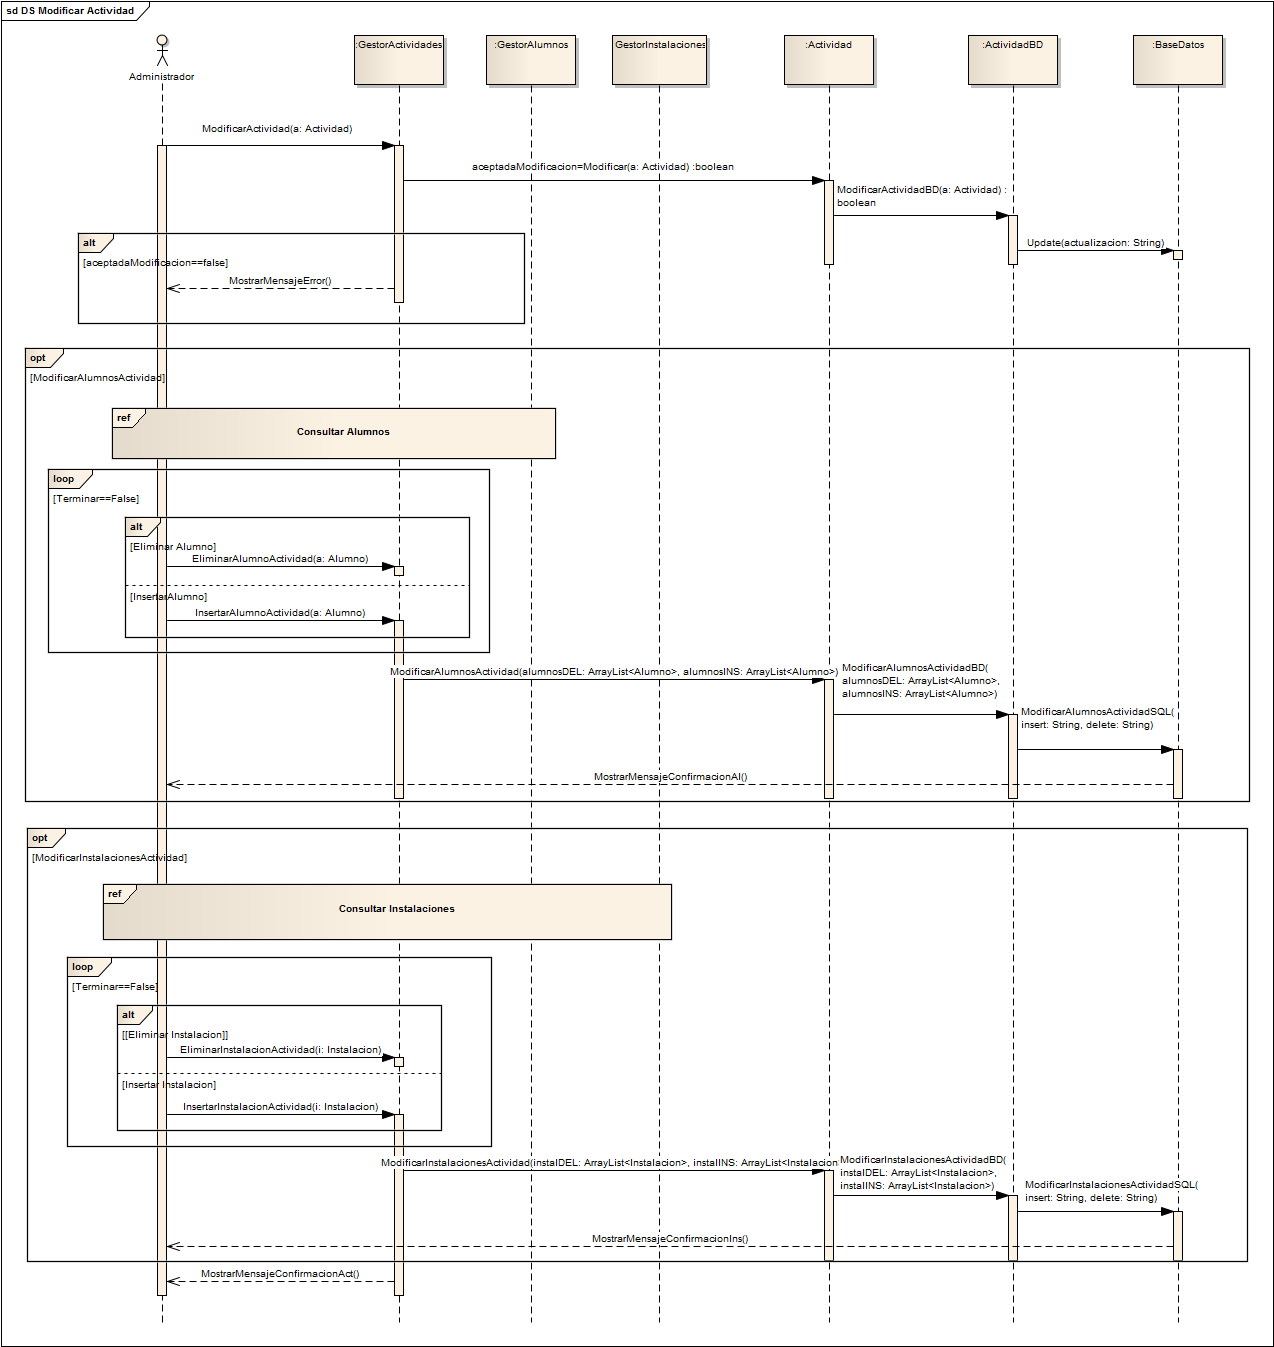 sd DS Modificar Actividad
Administrador
:GestorActividades
:GestorAlumnos
GestorInstalaciones
:Actividad
:ActividadBD
:BaseDatos
ModificarActividad(a: Actividad)
aceptadaModificacion=Modificar(a: Actividad) :boolean
ModificarActividadBD(a: Actividad) :
boolean
Update(actualizacion: String)
alt
[aceptadaModificacion==false]
MostrarMensajeError()
opt
[ModificarAlumnosActividad]
ref
Consultar Alumnos
loop
[Terminar==False]
alt
[Eliminar Alumno]
EliminarAlumnoActividad(a: Alumno)
[InsertarAlumno]
InsertarAlumnoActividad(a: Alumno)
ModificarAlumnosActividad(alumnosDEL: ArrayList<Alumno>, alumnosINS: ArrayList<Alumno>)
ModificarAlumnosActividadBD(
alumnosDEL: ArrayList<Alumno>,
alumnosINS: ArrayList<Alumno>)
ModificarAlumnosActividadSQL(
insert: String, delete: String)
MostrarMensajeConfirmacionAl()
opt
[ModificarInstalacionesActividad]
ref
Consultar Instalaciones
loop
[Terminar==False]
alt
[[Eliminar Instalacion]]
EliminarInstalacionActividad(i: Instalacion)
[Insertar Instalacion]
InsertarInstalacionActividad(i: Instalacion)
ModificarInstalacionesActividad(instalDEL: ArrayList<Instalacion>, instalINS: ArrayList<Instalacion
ModificarInstalacionesActividadBD(
instalDEL: ArrayList<Instalacion>,
instalINS: ArrayList<Instalacion>)
ModificarInstalacionesActividadSQL(
insert: String, delete: String)
MostrarMensajeConfirmacionIns()
MostrarMensajeConfirmacionAct()